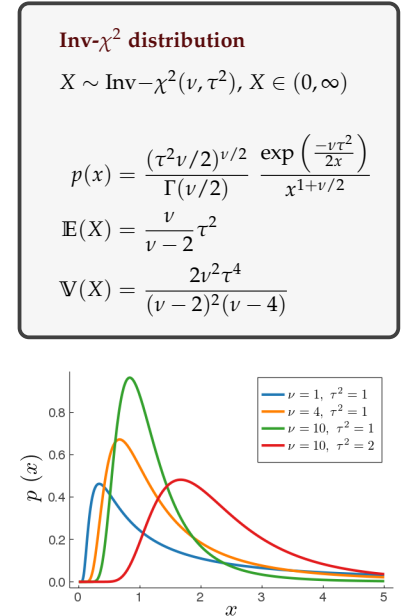 Inv-χ² distribution
X ∼ Inv−χ²(ν, τ²), X ∈ (0, ∞)
p(x) = (τ²ν/2)^{ν/2} / Γ(ν/2) exp(−ντ² / 2x) / x^{1+ν/2}
𝔼(X) = ν / (ν − 2) τ²
𝕍(X) = 2ν²τ⁴ / (ν − 2)²(ν − 4)
ν = 1, τ² = 1
ν = 4, τ² = 1
ν = 10, τ² = 1
ν = 10, τ² = 2
p (x)
0.8
0.6
0.4
0.2
0.0
0 1 2 3 4 5
x